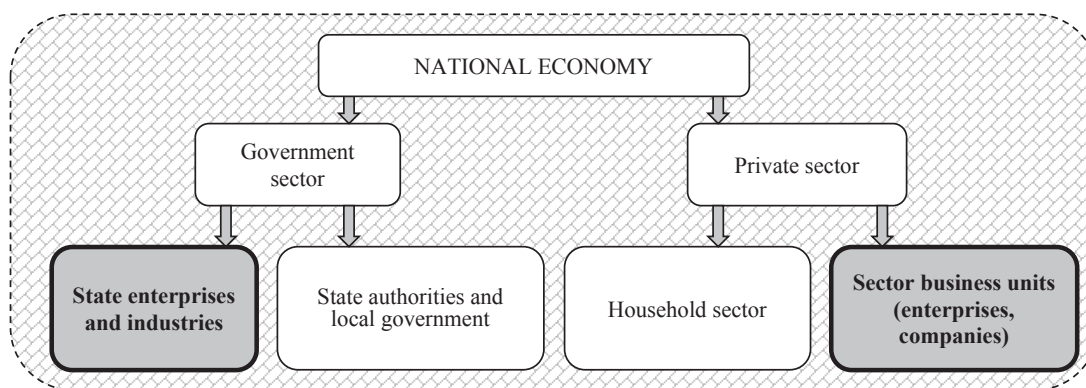 NATIONAL ECONOMY
Government
sector
Private sector
State enterprises
and industries
State authorities and
local government
Household sector
Sector business units
(enterprises,
companies)